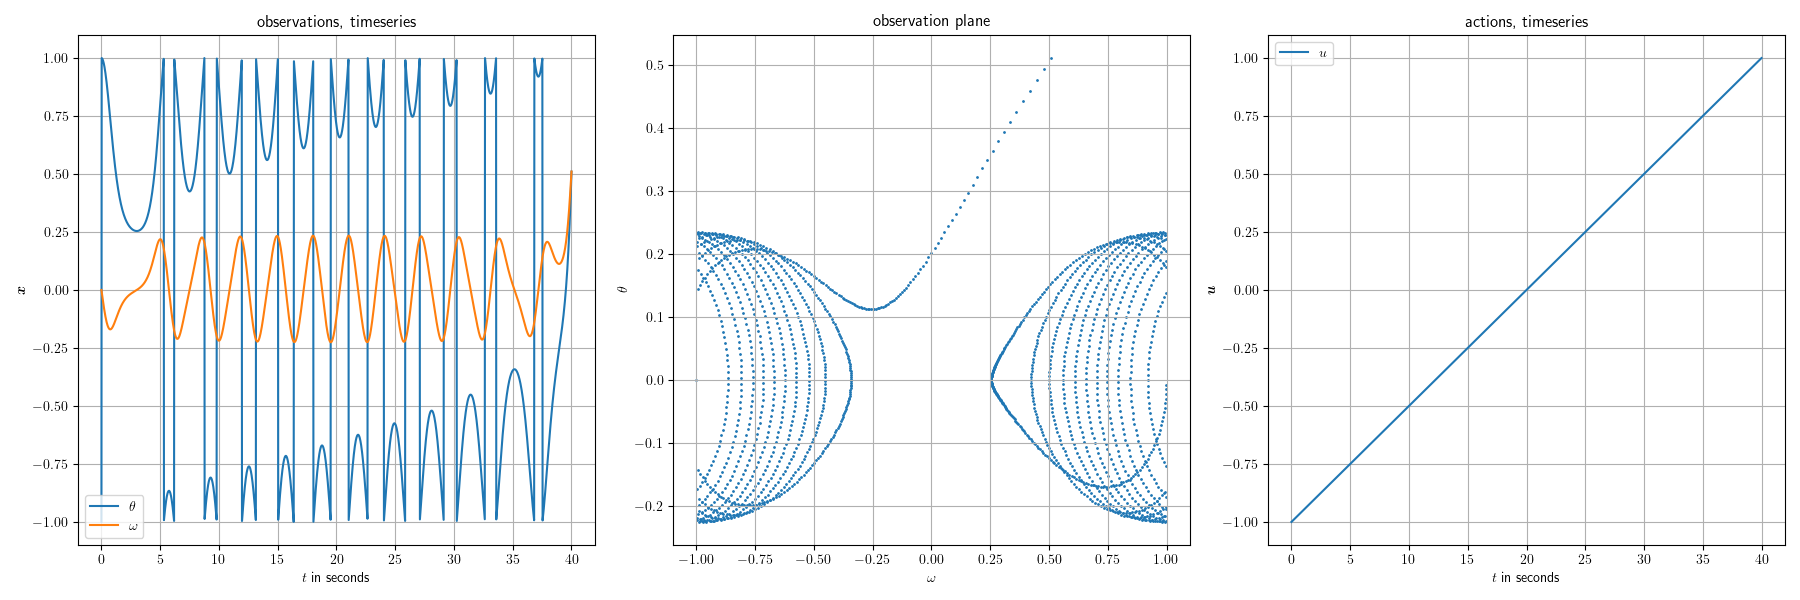 observations, timeseries
1.00
0.75
0.50
0.25
0.00
−0.25
−0.50
−0.75
−1.00
x
θ
ω
0 5 10 15 20 25 30 35 40
t in seconds
observation plane
0.5
0.4
0.3
0.2
0.1
0.0
−0.1
−0.2
θ
−1.00 −0.75 −0.50 −0.25 0.00 0.25 0.50 0.75 1.00
ω
actions, timeseries
u
1.00
0.75
0.50
0.25
0.00
−0.25
−0.50
−0.75
−1.00
u
0 5 10 15 20 25 30 35 40
t in seconds